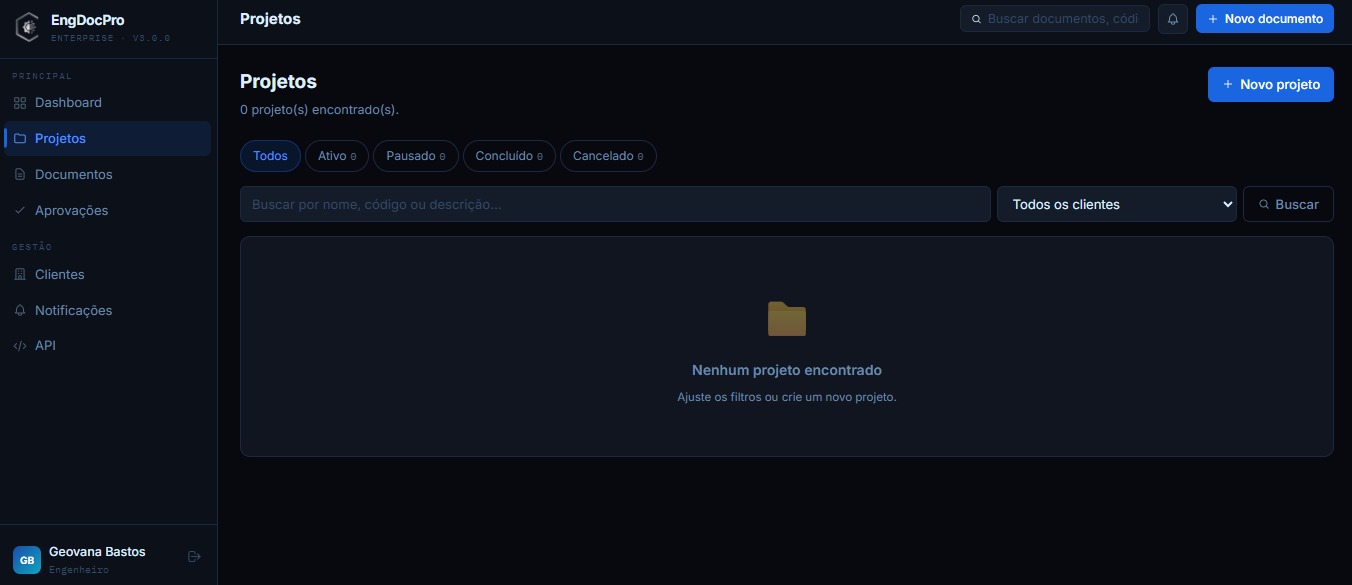 EngDocPro
ENTERPRISE · V3.0.0
PRINCIPAL
Dashboard
Projetos
Documentos
Aprovações
GESTÃO
Clientes
Notificações
API
GB
Geovana Bastos
Engenheiro
Projetos
Buscar documentos, códi
+ Novo documento
Projetos
+ Novo projeto
0 projeto(s) encontrado(s).
Todos
Ativo 0
Pausado 0
Concluído 0
Cancelado 0
Buscar por nome, código ou descrição...
Todos os clientes
Buscar
Nenhum projeto encontrado
Ajuste os filtros ou crie um novo projeto.